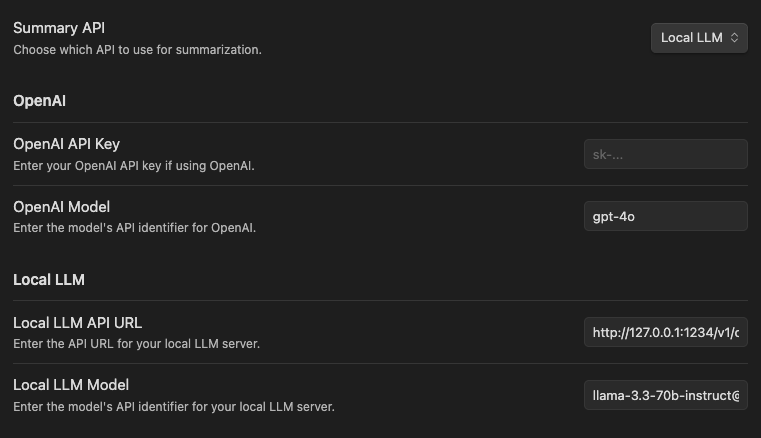 Summary API
Choose which API to use for summarization.
Local LLM
OpenAI
OpenAI API Key
Enter your OpenAI API key if using OpenAI.
sk-...
OpenAI Model
Enter the model's API identifier for OpenAI.
gpt-4o
Local LLM
Local LLM API URL
Enter the API URL for your local LLM server.
http://127.0.0.1:1234/v1/c
Local LLM Model
Enter the model's API identifier for your local LLM server.
llama-3.3-70b-instruct@